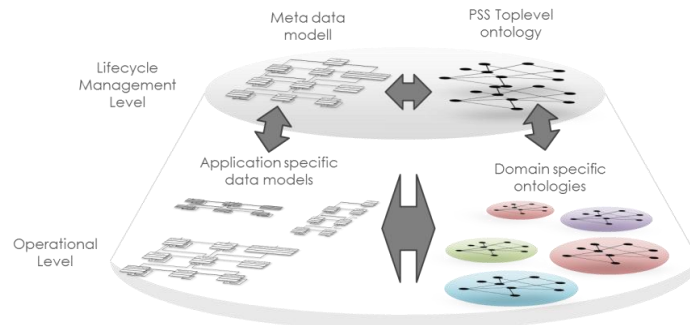 Meta data
modell
PSS Toplevel
ontology
Lifecycle
Management
Level
Application specific
data models
Domain specific
ontologies
Operational
Level